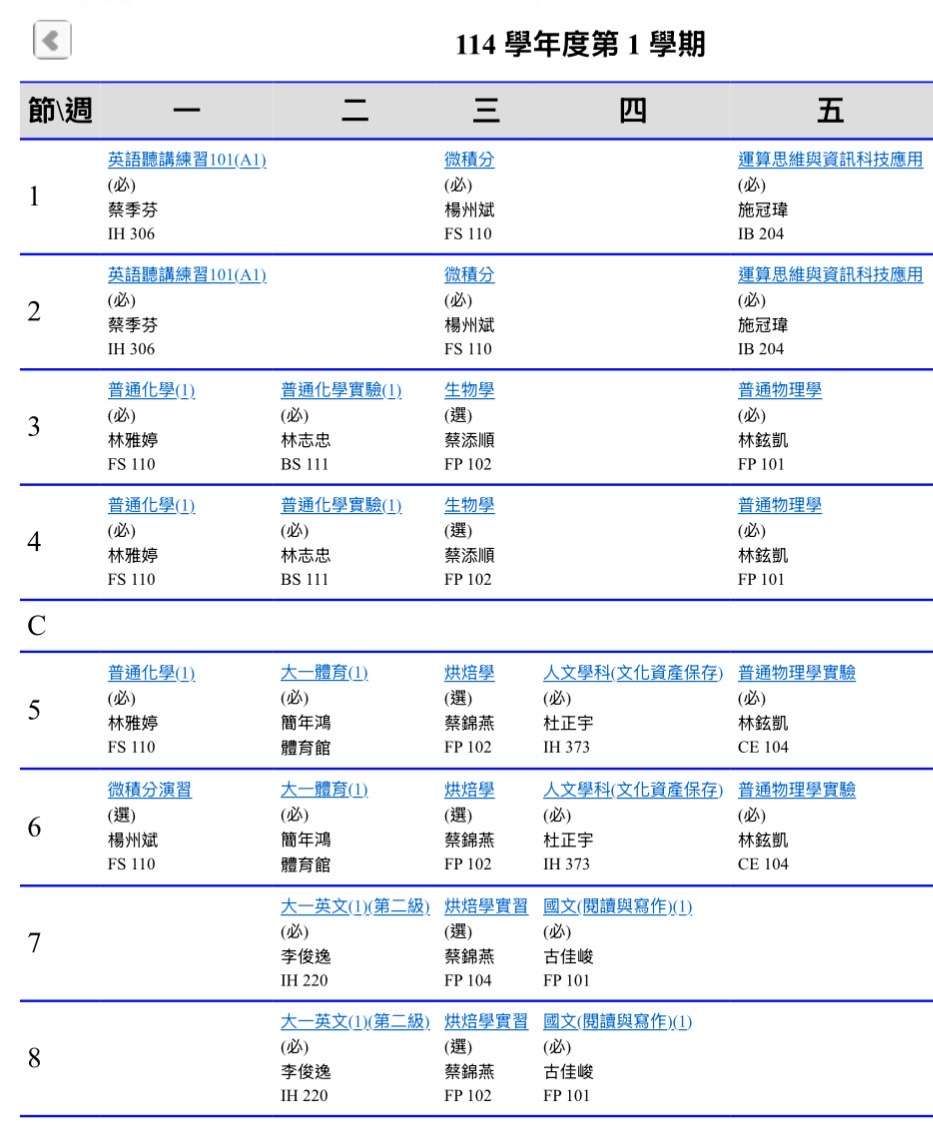 114 學年度第 1 學期
節\週 一 二 三 四 五
1
英語聽講練習101(A1)
(必)
蔡季芬
IH 306
微積分
(必)
楊州斌
FS 110
運算思維與資訊科技應用
(必)
施冠瑋
IB 204
2
英語聽講練習101(A1)
(必)
蔡季芬
IH 306
微積分
(必)
楊州斌
FS 110
運算思維與資訊科技應用
(必)
施冠瑋
IB 204
3
普通化學(1)
(必)
林雅婷
FS 110
普通化學實驗(1)
(必)
林志忠
BS 111
生物學
(選)
蔡添順
FP 102
普通物理學
(必)
林鉉凱
FP 101
4
普通化學(1)
(必)
林雅婷
FS 110
普通化學實驗(1)
(必)
林志忠
BS 111
生物學
(選)
蔡添順
FP 102
普通物理學
(必)
林鉉凱
FP 101
C
5
普通化學(1)
(必)
林雅婷
FS 110
大一體育(1)
(必)
簡年鴻
體育館
烘焙學
(選)
蔡錦燕
FP 102
人文學科(文化資產保存)
(必)
杜正宇
IH 373
普通物理學實驗
(必)
林鉉凱
CE 104
6
微積分演習
(選)
楊州斌
FS 110
大一體育(1)
(必)
簡年鴻
體育館
烘焙學
(選)
蔡錦燕
FP 102
人文學科(文化資產保存)
(必)
杜正宇
IH 373
普通物理學實驗
(必)
林鉉凱
CE 104
7
大一英文(1)(第二級)
(必)
李俊逸
IH 220
烘焙學實習
(選)
蔡錦燕
FP 104
國文(閱讀與寫作)(1)
(必)
古佳峻
FP 101
8
大一英文(1)(第二級)
(必)
李俊逸
IH 220
烘焙學實習
(選)
蔡錦燕
FP 102
國文(閱讀與寫作)(1)
(必)
古佳峻
FP 101